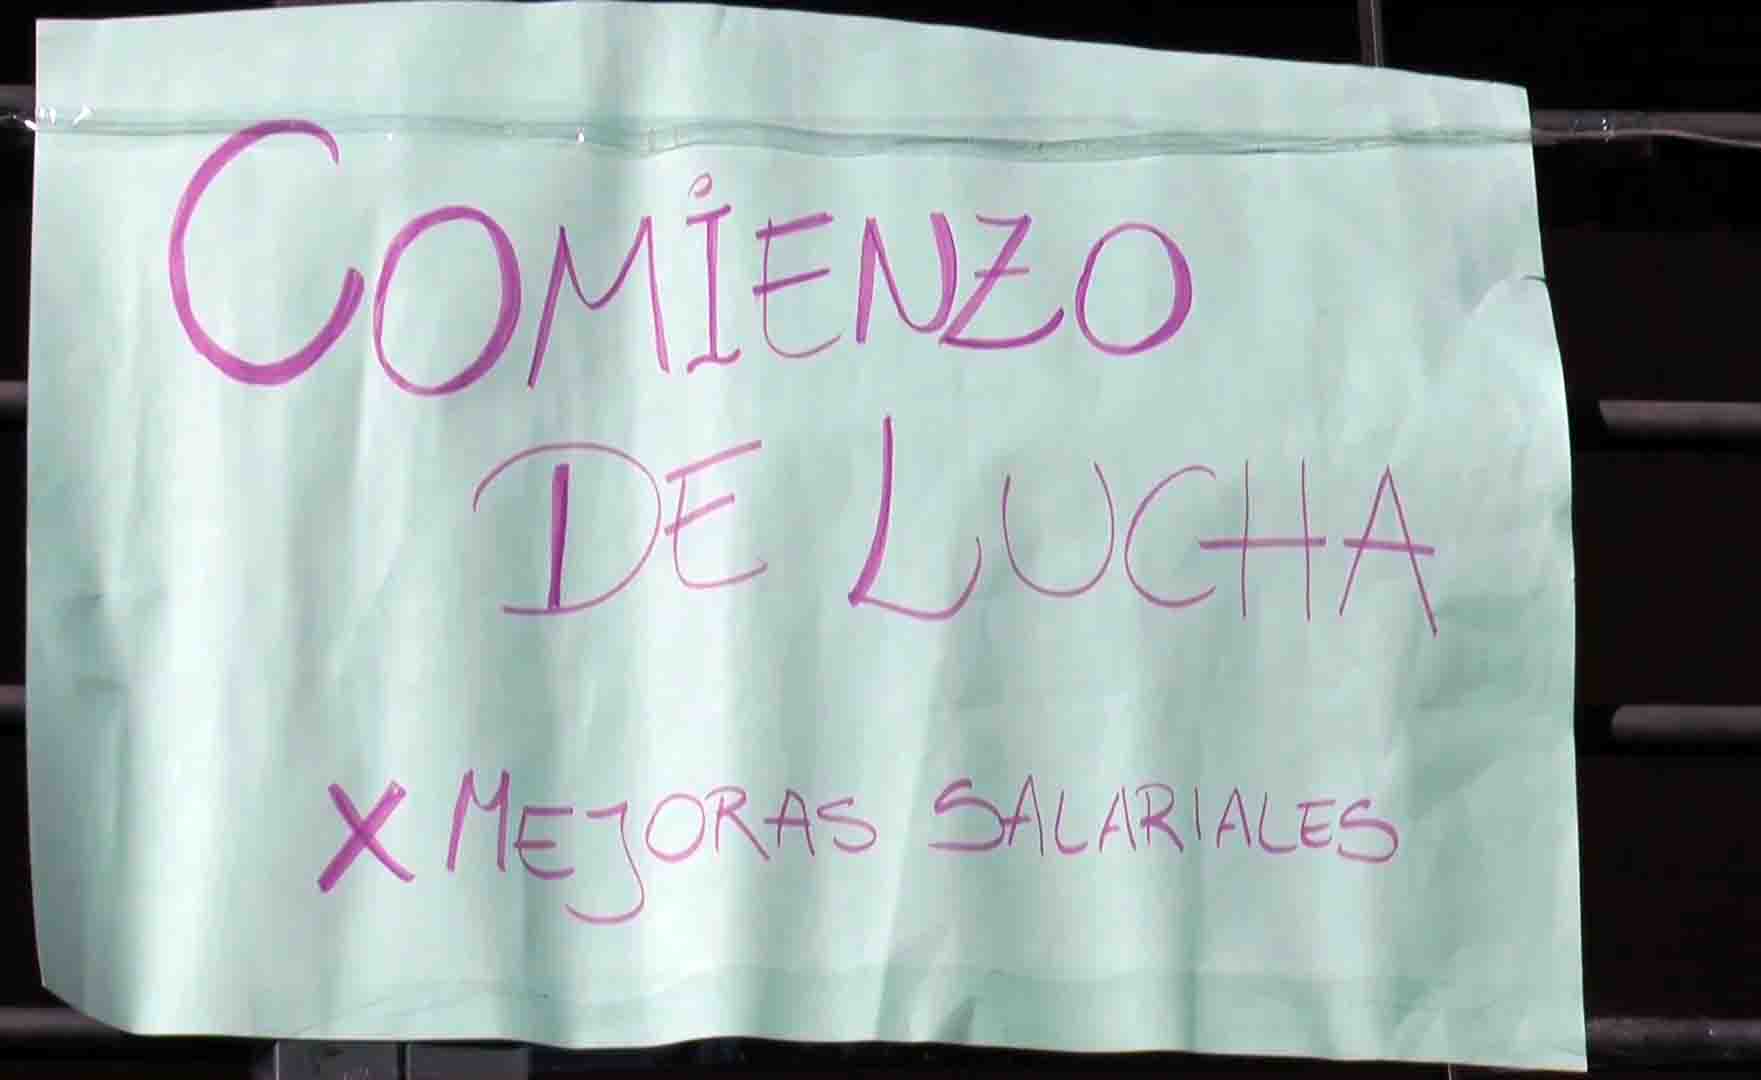 COMiENZO
DE LUCHA
X MEJORAS SALARIALES